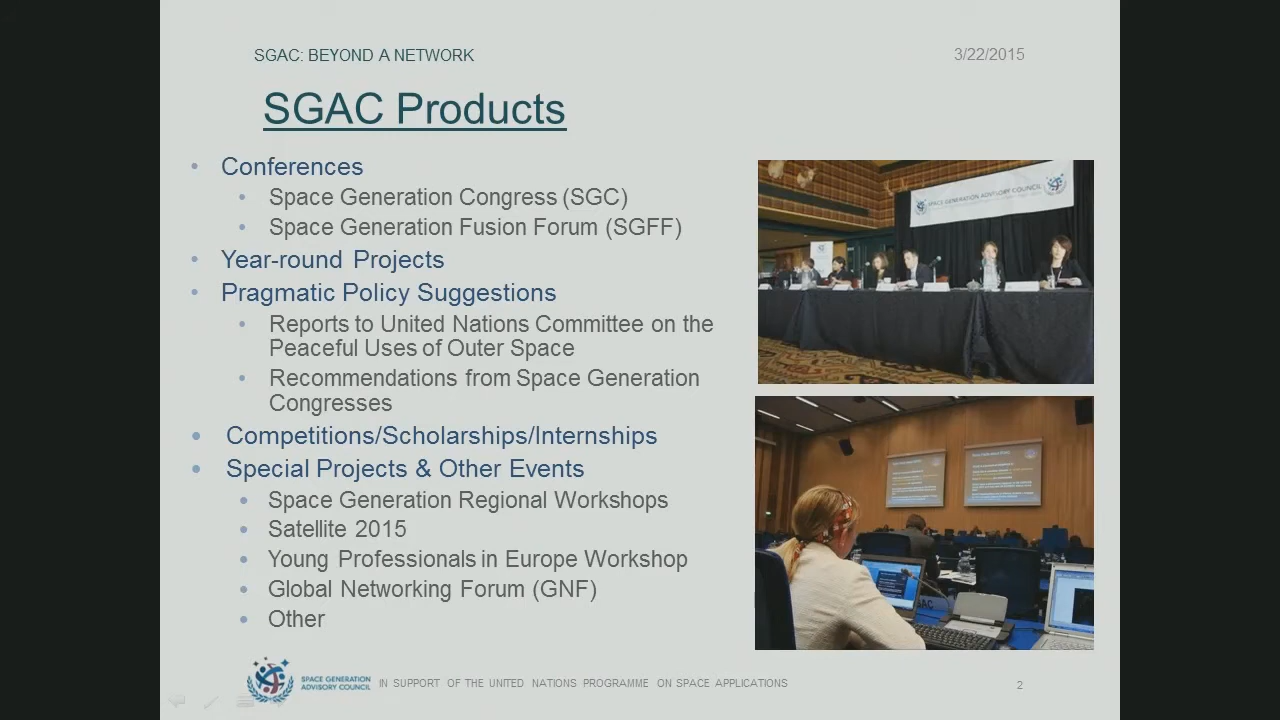 SGAC: BEYOND A NETWORK
3/22/2015
SGAC Products
• Conferences
• Space Generation Congress (SGC)
• Space Generation Fusion Forum (SGFF)
• Year-round Projects
• Pragmatic Policy Suggestions
• Reports to United Nations Committee on the
Peaceful Uses of Outer Space
• Recommendations from Space Generation
Congresses
• Competitions/Scholarships/Internships
• Special Projects & Other Events
• Space Generation Regional Workshops
• Satellite 2015
• Young Professionals in Europe Workshop
• Global Networking Forum (GNF)
• Other
SPACE GENERATION ADVISORY COUNCIL
SPACE GENERATION
ADVISORY COUNCIL
IN SUPPORT OF THE UNITED NATIONS PROGRAMME ON SPACE APPLICATIONS
2